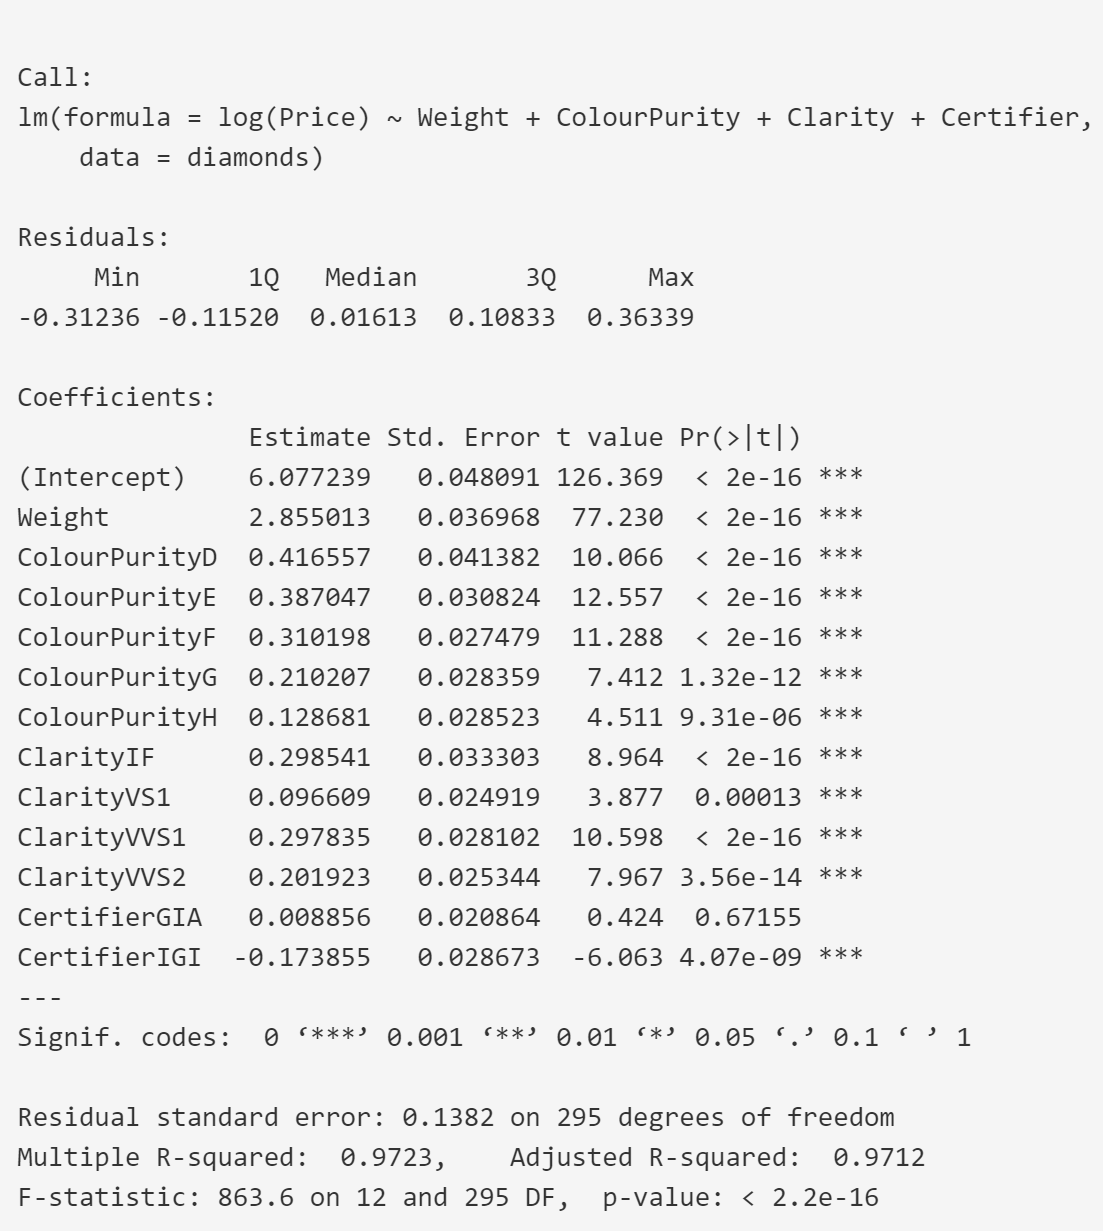 Call:
lm(formula = log(Price) ~ Weight + ColourPurity + Clarity + Certifier,
    data = diamonds)

Residuals:
     Min       1Q   Median       3Q      Max
-0.31236 -0.11520  0.01613  0.10833  0.36339

Coefficients:
               Estimate Std. Error t value Pr(>|t|)
(Intercept)    6.077239   0.048091 126.369  < 2e-16 ***
Weight         2.855013   0.036968  77.230  < 2e-16 ***
ColourPurityD  0.416557   0.041382  10.066  < 2e-16 ***
ColourPurityE  0.387047   0.030824  12.557  < 2e-16 ***
ColourPurityF  0.310198   0.027479  11.288  < 2e-16 ***
ColourPurityG  0.210207   0.028359   7.412 1.32e-12 ***
ColourPurityH  0.128681   0.028523   4.511 9.31e-06 ***
ClarityIF      0.298541   0.033303   8.964  < 2e-16 ***
ClarityVS1     0.096609   0.024919   3.877  0.00013 ***
ClarityVVS1    0.297835   0.028102  10.598  < 2e-16 ***
ClarityVVS2    0.201923   0.025344   7.967 3.56e-14 ***
CertifierGIA   0.008856   0.020864   0.424  0.67155
CertifierIGI  -0.173855   0.028673  -6.063 4.07e-09 ***
---
Signif. codes:  0 ‘***’ 0.001 ‘**’ 0.01 ‘*’ 0.05 ‘.’ 0.1 ‘ ’ 1

Residual standard error: 0.1382 on 295 degrees of freedom
Multiple R-squared:  0.9723,    Adjusted R-squared:  0.9712
F-statistic: 863.6 on 12 and 295 DF,  p-value: < 2.2e-16